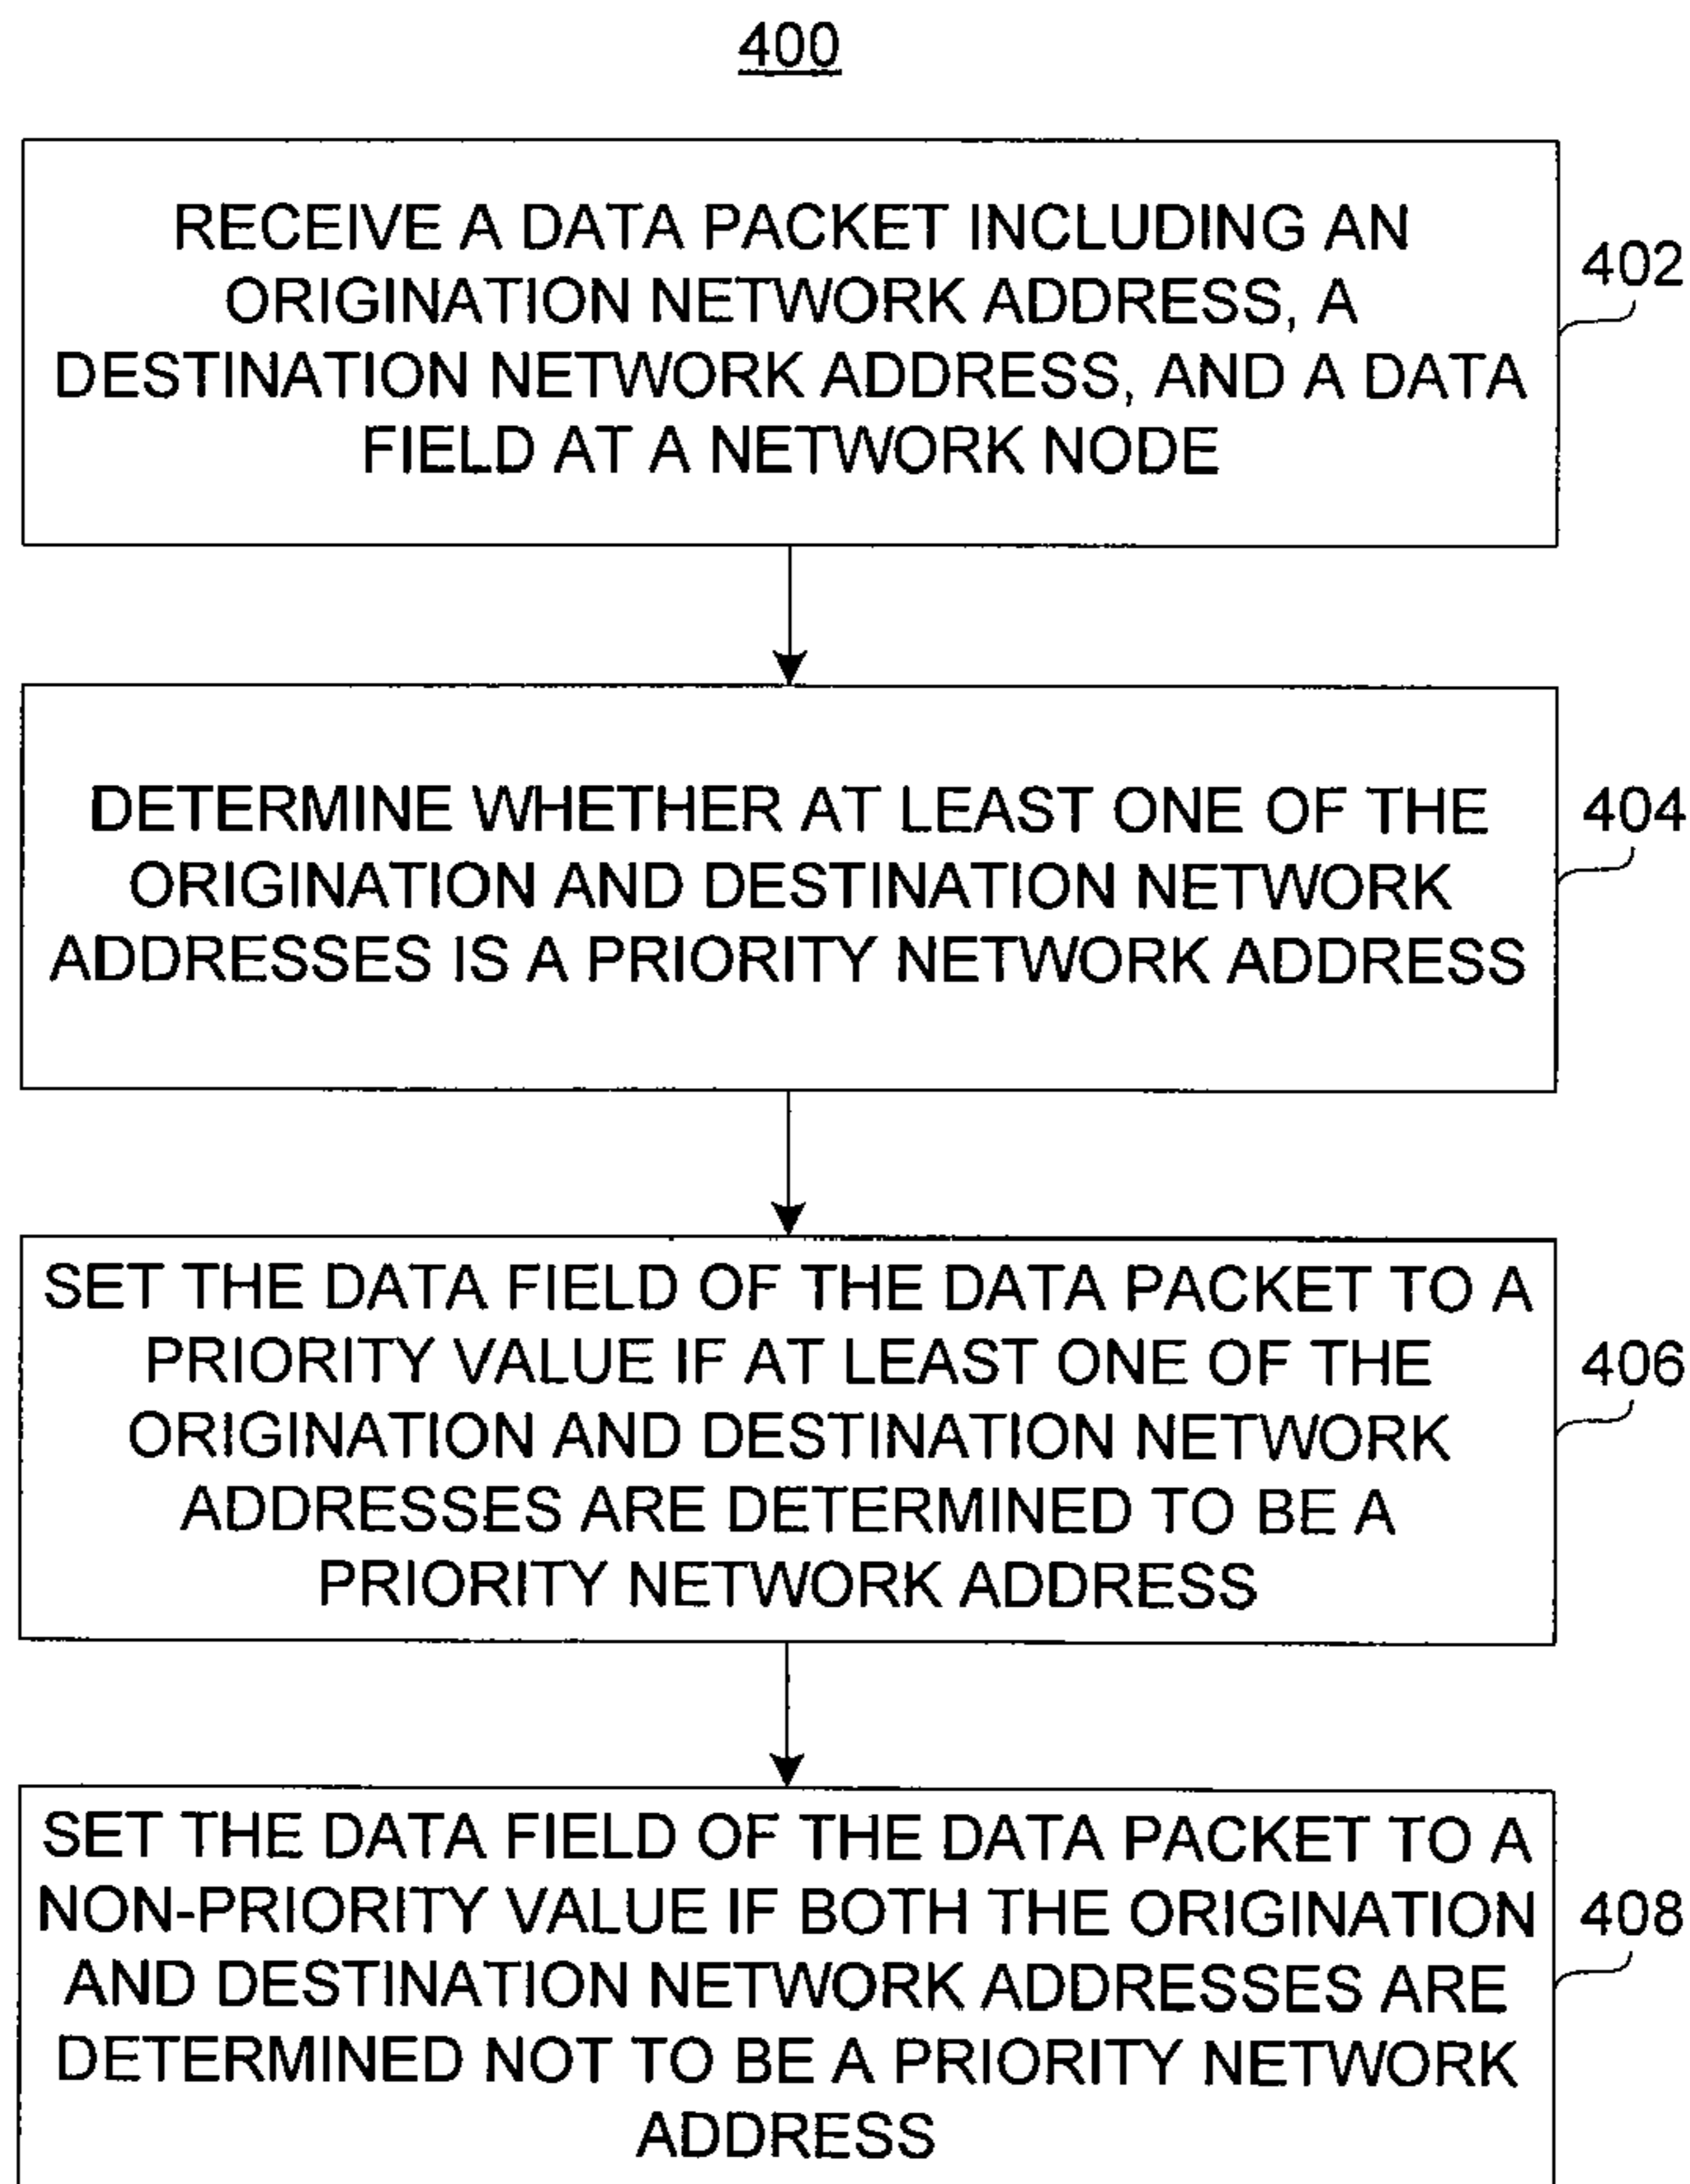 400
RECEIVE A DATA PACKET INCLUDING AN
ORIGINATION NETWORK ADDRESS, A
DESTINATION NETWORK ADDRESS, AND A DATA
FIELD AT A NETWORK NODE
402
DETERMINE WHETHER AT LEAST ONE OF THE
ORIGINATION AND DESTINATION NETWORK
ADDRESSES IS A PRIORITY NETWORK ADDRESS
404
SET THE DATA FIELD OF THE DATA PACKET TO A
PRIORITY VALUE IF AT LEAST ONE OF THE
ORIGINATION AND DESTINATION NETWORK
ADDRESSES ARE DETERMINED TO BE A
PRIORITY NETWORK ADDRESS
406
SET THE DATA FIELD OF THE DATA PACKET TO A
NON-PRIORITY VALUE IF BOTH THE ORIGINATION
AND DESTINATION NETWORK ADDRESSES ARE
DETERMINED NOT TO BE A PRIORITY NETWORK
ADDRESS
408